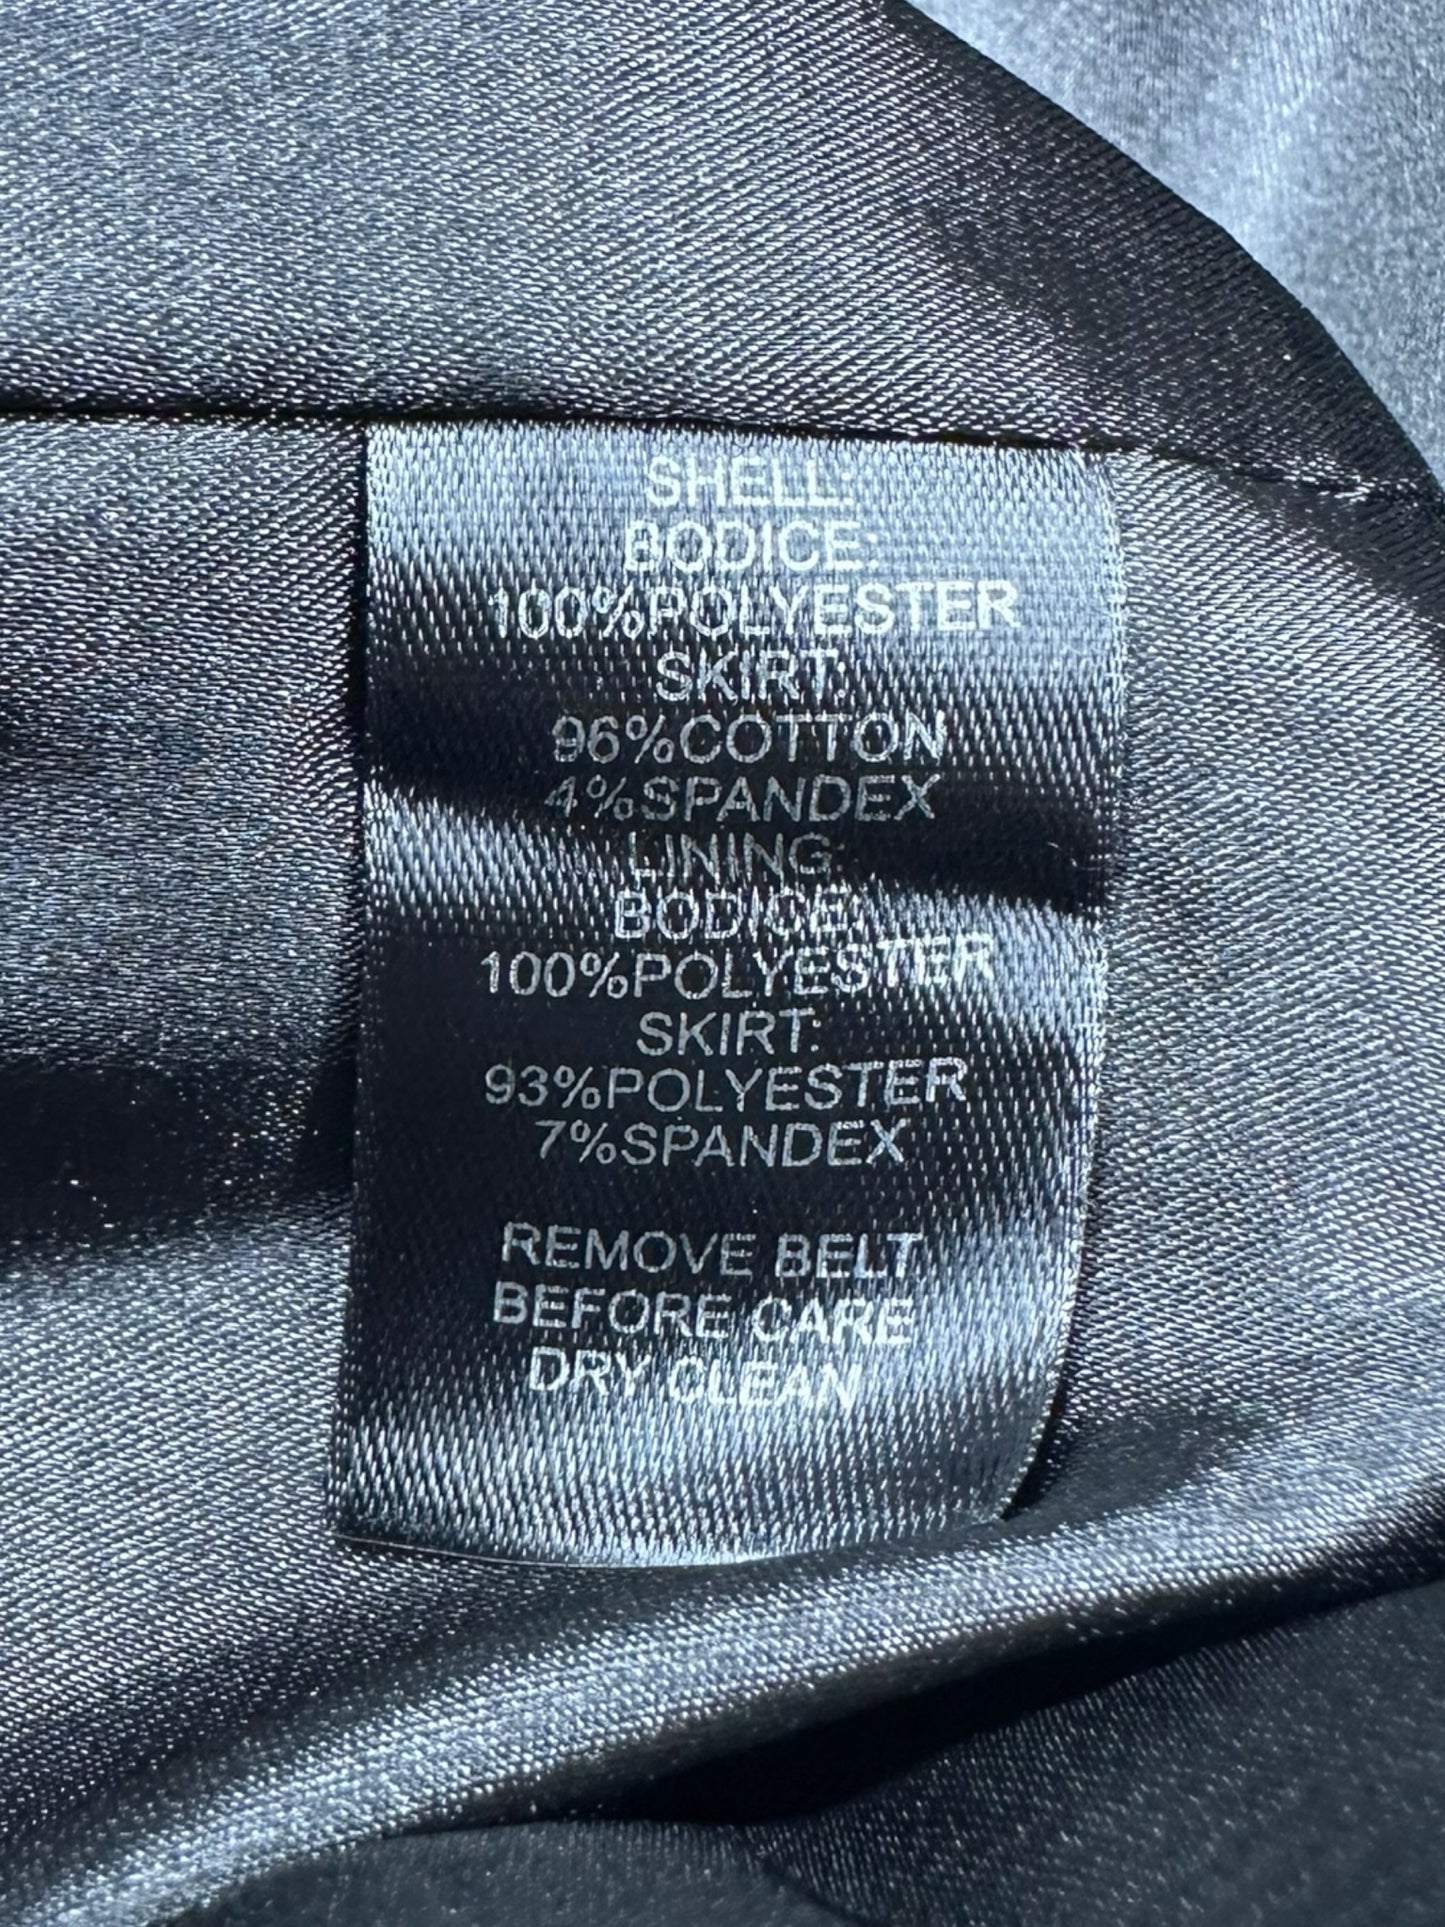 SHELL:
BODICE:
100%POLYESTER
SKIRT:
96%COTTON
4%SPANDEX
LINING:
BODICE:
100%POLYESTER
SKIRT:
93%POLYESTER
7%SPANDEX
REMOVE BELT
BEFORE CARE
DRY CLEAN